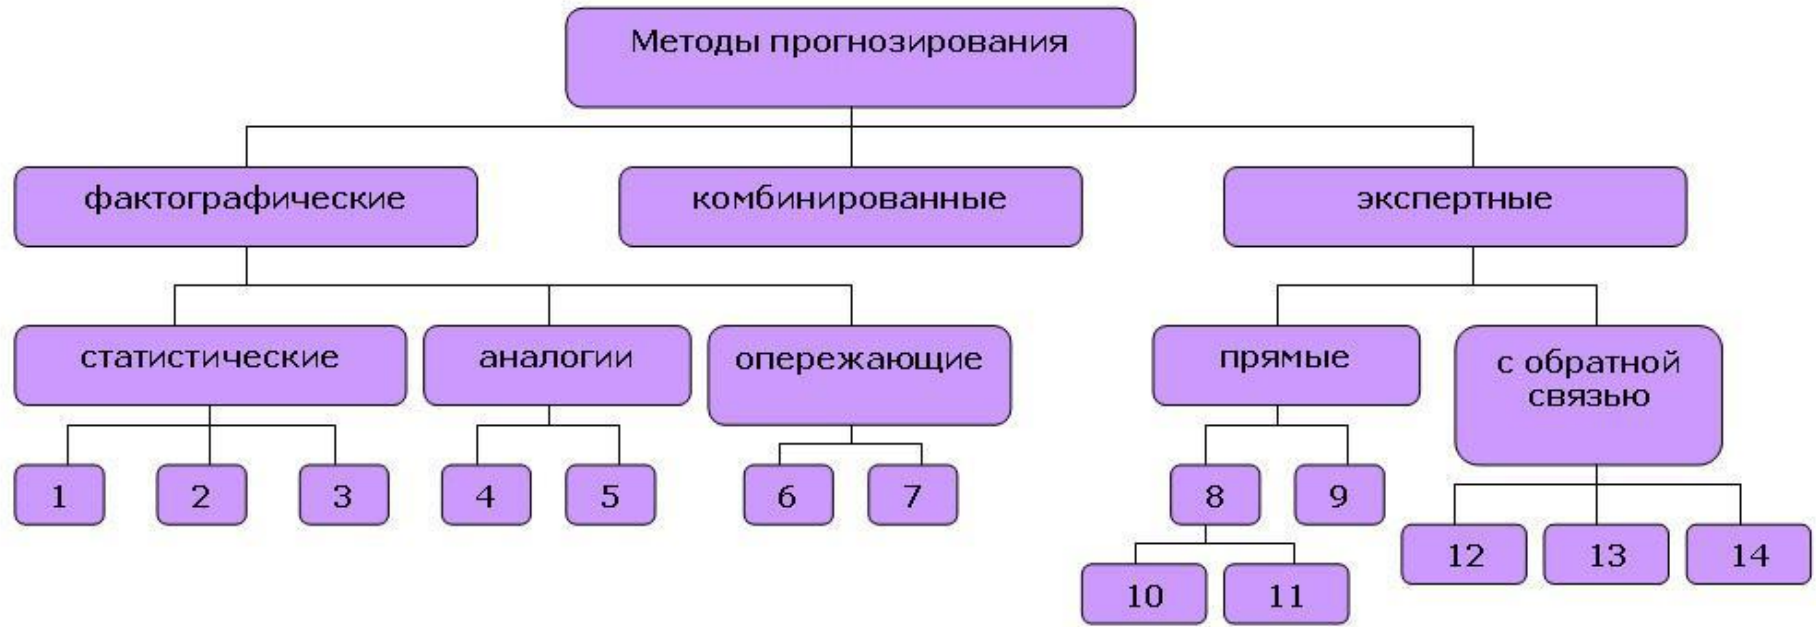 Методы прогнозирования
фактографические
комбинированные
экспертные
статистические
аналогии
опережающие
прямые
с обратной
связью
1
2
3
4
5
6
7
8
9
10
11
12
13
14